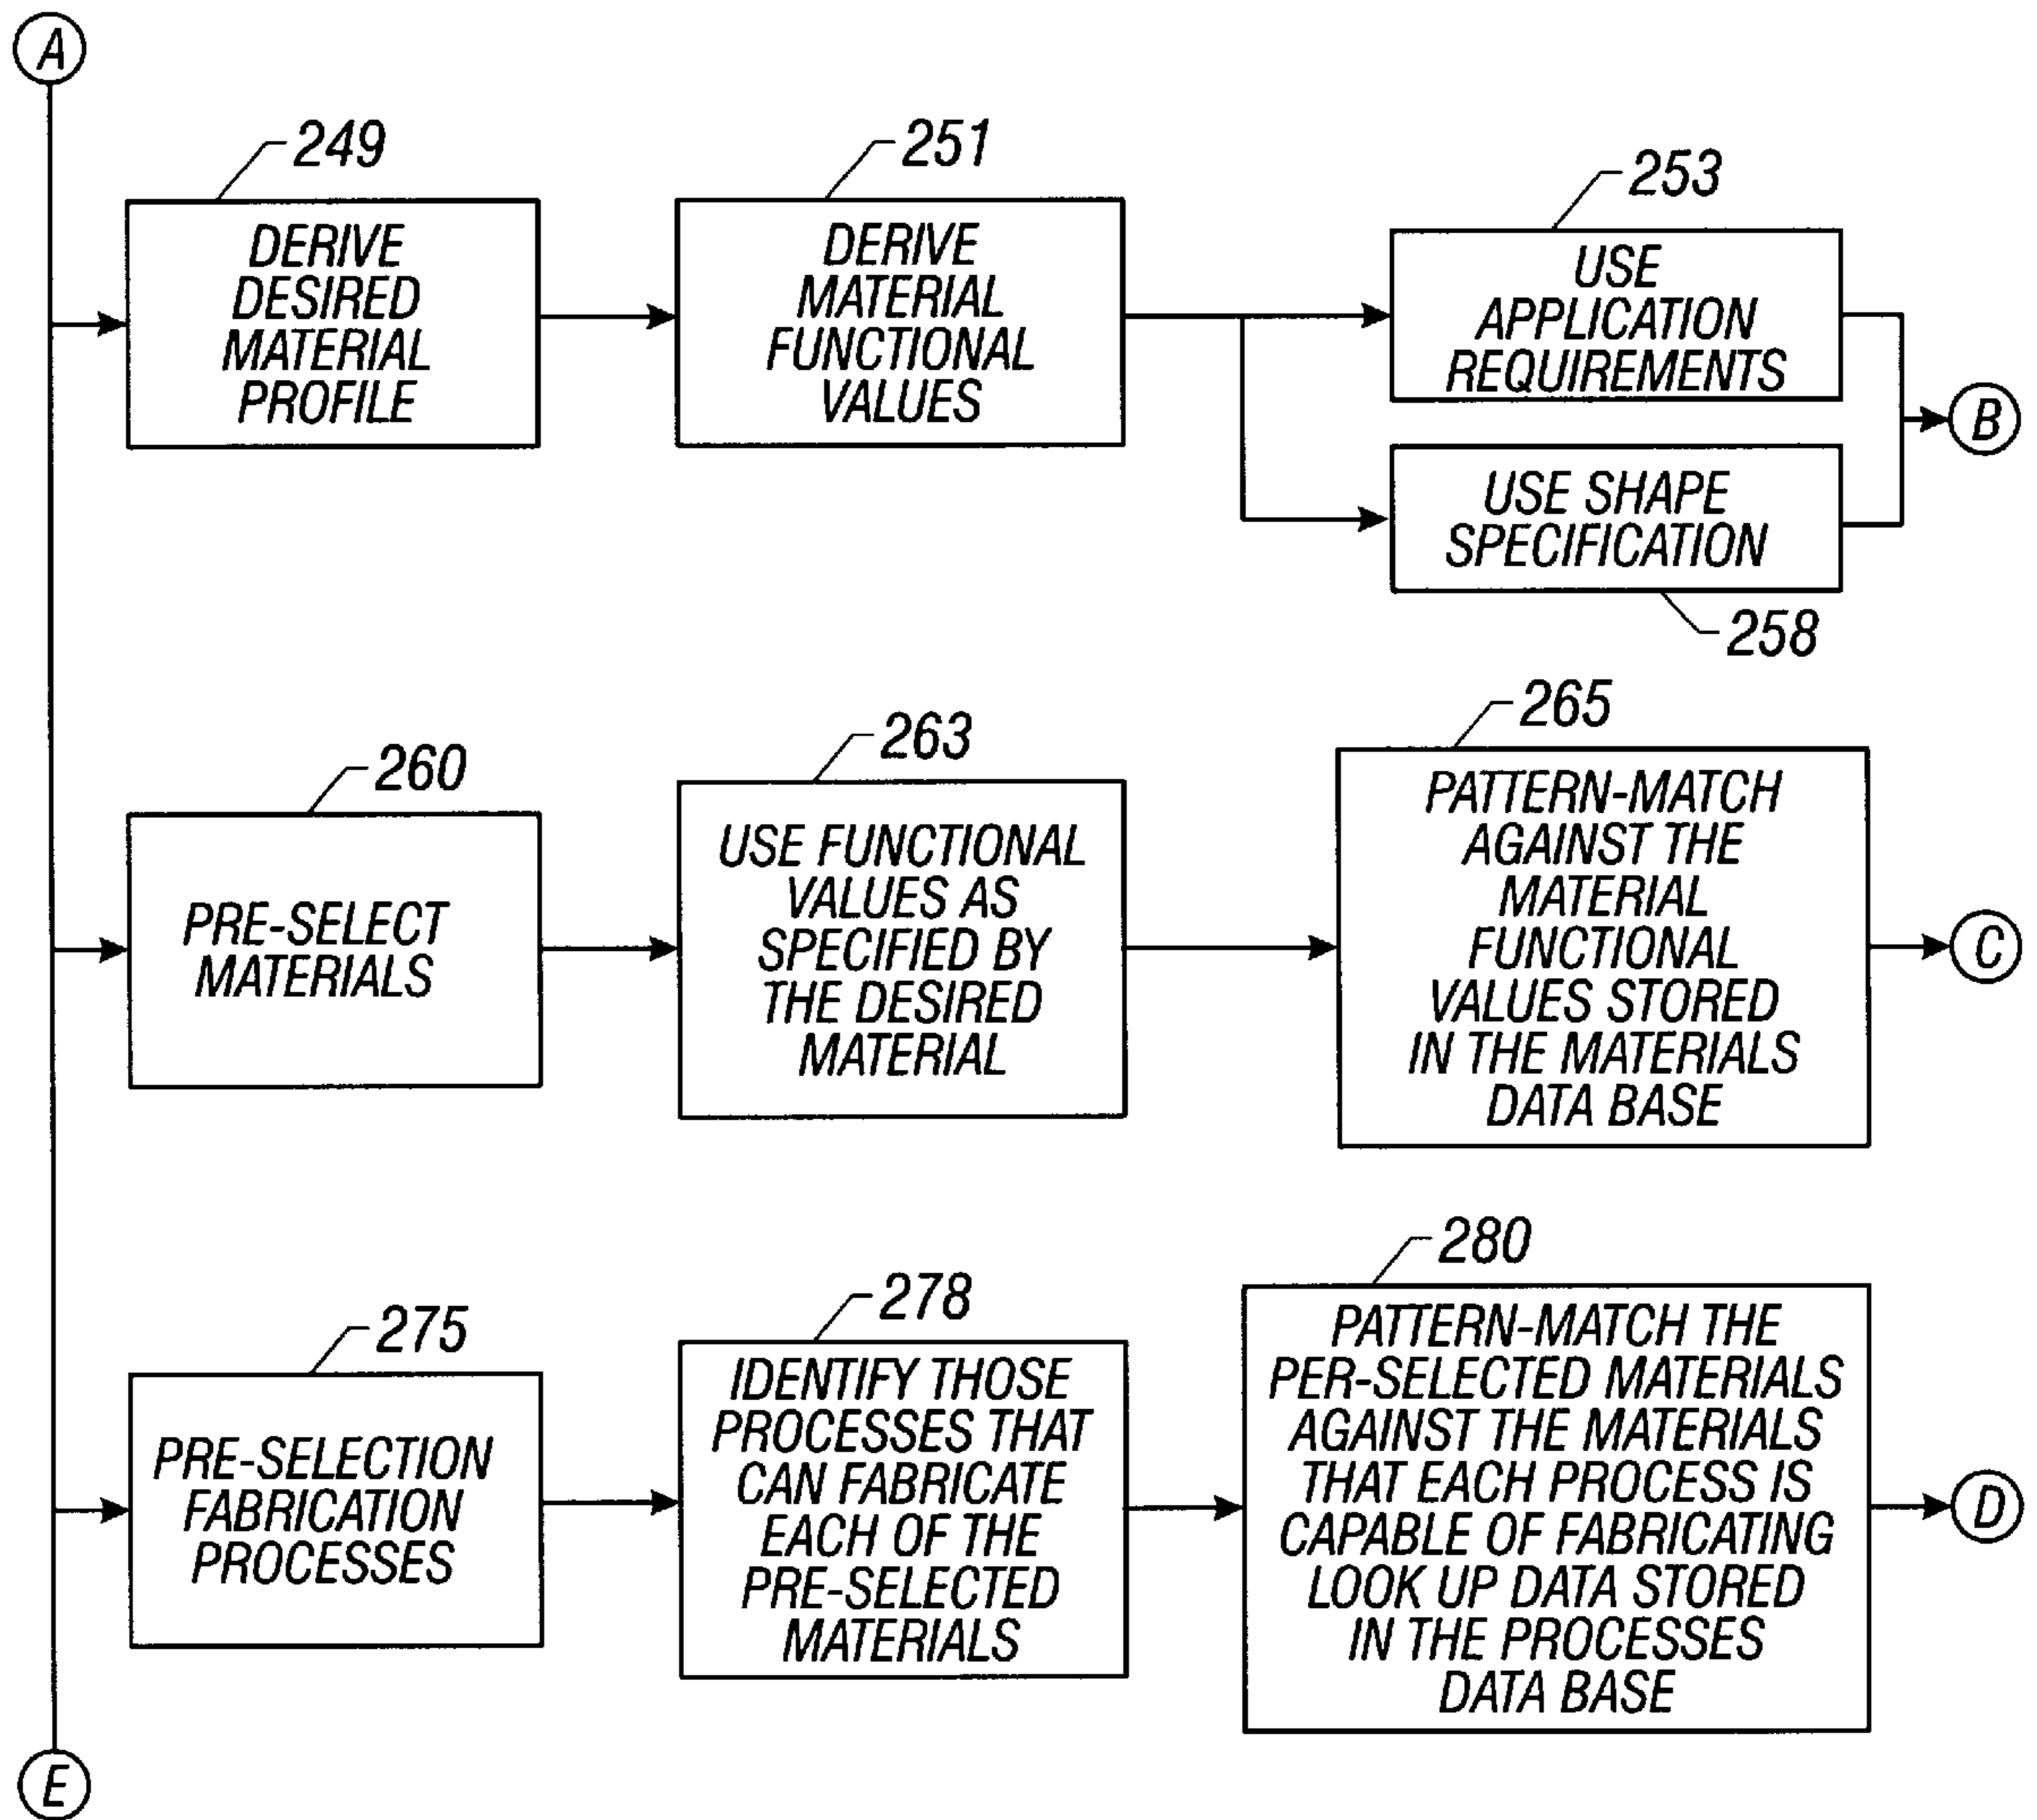 A
249
DERIVE
DESIRED
MATERIAL
PROFILE
251
DERIVE
MATERIAL
FUNCTIONAL
VALUES
253
USE
APPLICATION
REQUIREMENTS
USE SHAPE
SPECIFICATION
258
B
260
PRE-SELECT
MATERIALS
263
USE FUNCTIONAL
VALUES AS
SPECIFIED BY
THE DESIRED
MATERIAL
265
PATTERN-MATCH
AGAINST THE
MATERIAL
FUNCTIONAL
VALUES STORED
IN THE MATERIALS
DATA BASE
C
275
PRE-SELECTION
FABRICATION
PROCESSES
278
IDENTIFY THOSE
PROCESSES THAT
CAN FABRICATE
EACH OF THE
PRE-SELECTED
MATERIALS
280
PATTERN-MATCH THE
PER-SELECTED MATERIALS
AGAINST THE MATERIALS
THAT EACH PROCESS IS
CAPABLE OF FABRICATING
LOOK UP DATA STORED
IN THE PROCESSES
DATA BASE
D
E